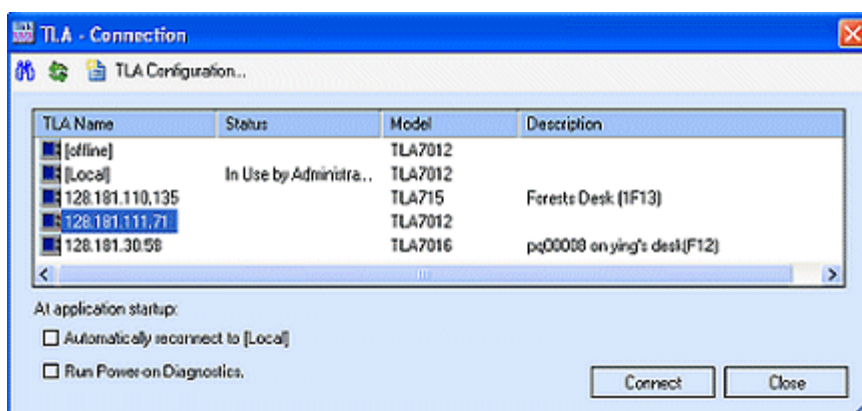 TLA - Connection
TLA Configuration...
TLA Name Status Model Description
[offline] TLA7012
[Local] In Use by Administra... TLA7012
128.181.110.135 TLA715 Forests Desk (1F13)
128.181.111.71 TLA7012
128.181.30.58 TLA7016 pq00008 on ying's desk(F12)
At application startup:
Automatically reconnect to [Local]
Run Power-on Diagnostics.
Connect Close